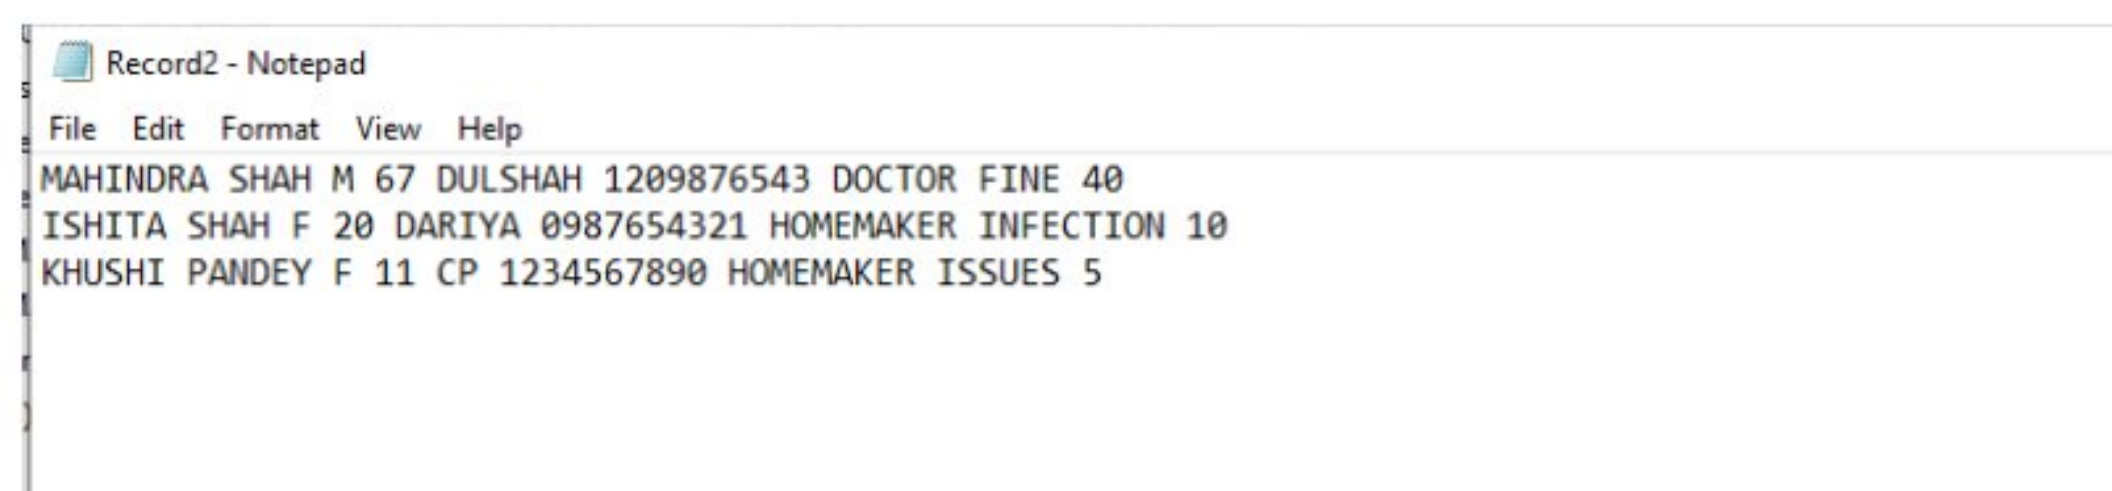 Record2 - Notepad
File Edit Format View Help
MAHINDRA SHAH M 67 DULSHAH 1209876543 DOCTOR FINE 40
ISHITA SHAH F 20 DARIYA 0987654321 HOMEMAKER INFECTION 10
KHUSHI PANDEY F 11 CP 1234567890 HOMEMAKER ISSUES 5